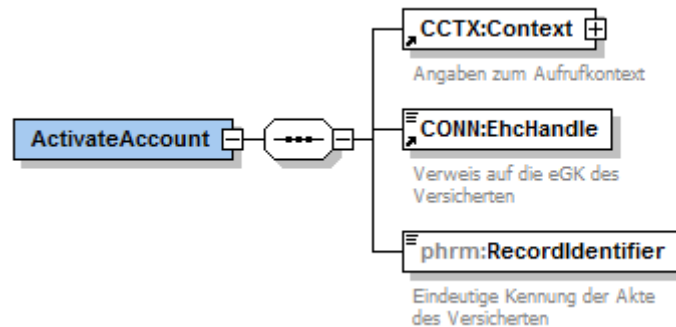 CCTX:Context
Angaben zum Aufrufkontext
ActivateAccount
CONN:EhcHandle
Verweis auf die eGK des
Versicherten
phrm:RecordIdentifier
Eindeutige Kennung der Akte
des Versicherten